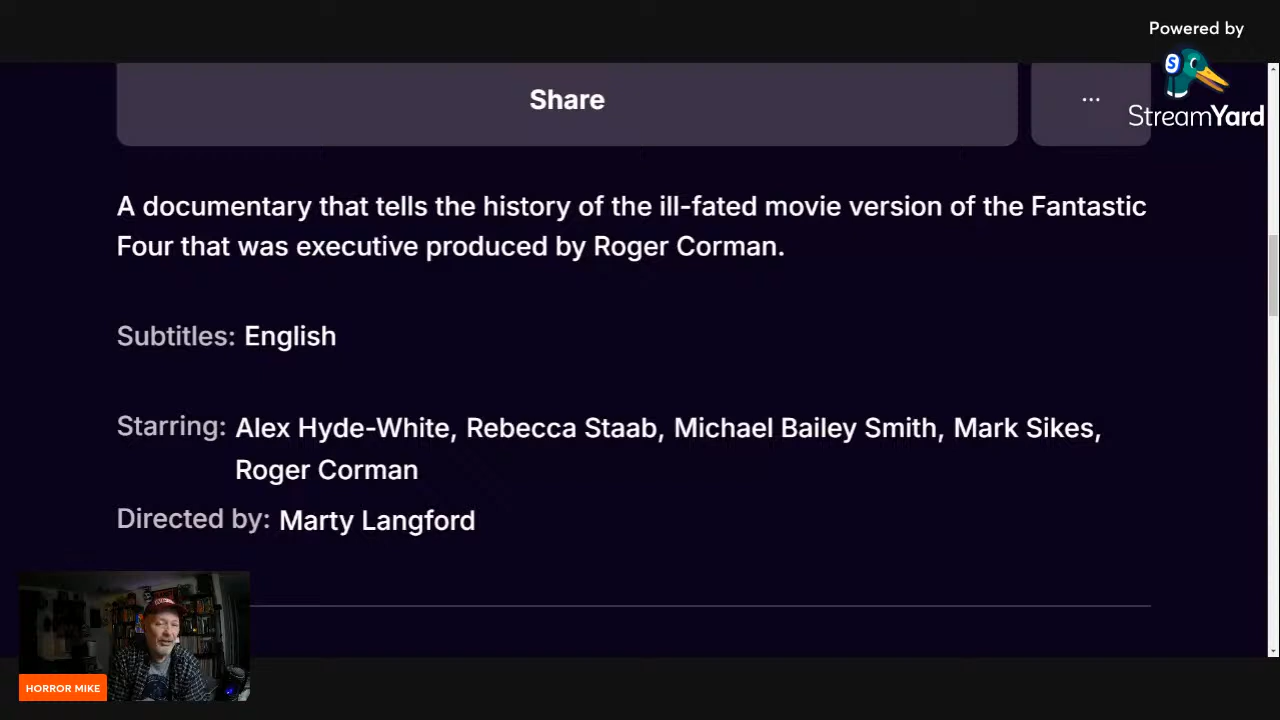 Powered by
StreamYard
Share
...
A documentary that tells the history of the ill-fated movie version of the Fantastic
Four that was executive produced by Roger Corman.
Subtitles: English
Starring: Alex Hyde-White, Rebecca Staab, Michael Bailey Smith, Mark Sikes,
Roger Corman
Directed by: Marty Langford
HORROR MIKE